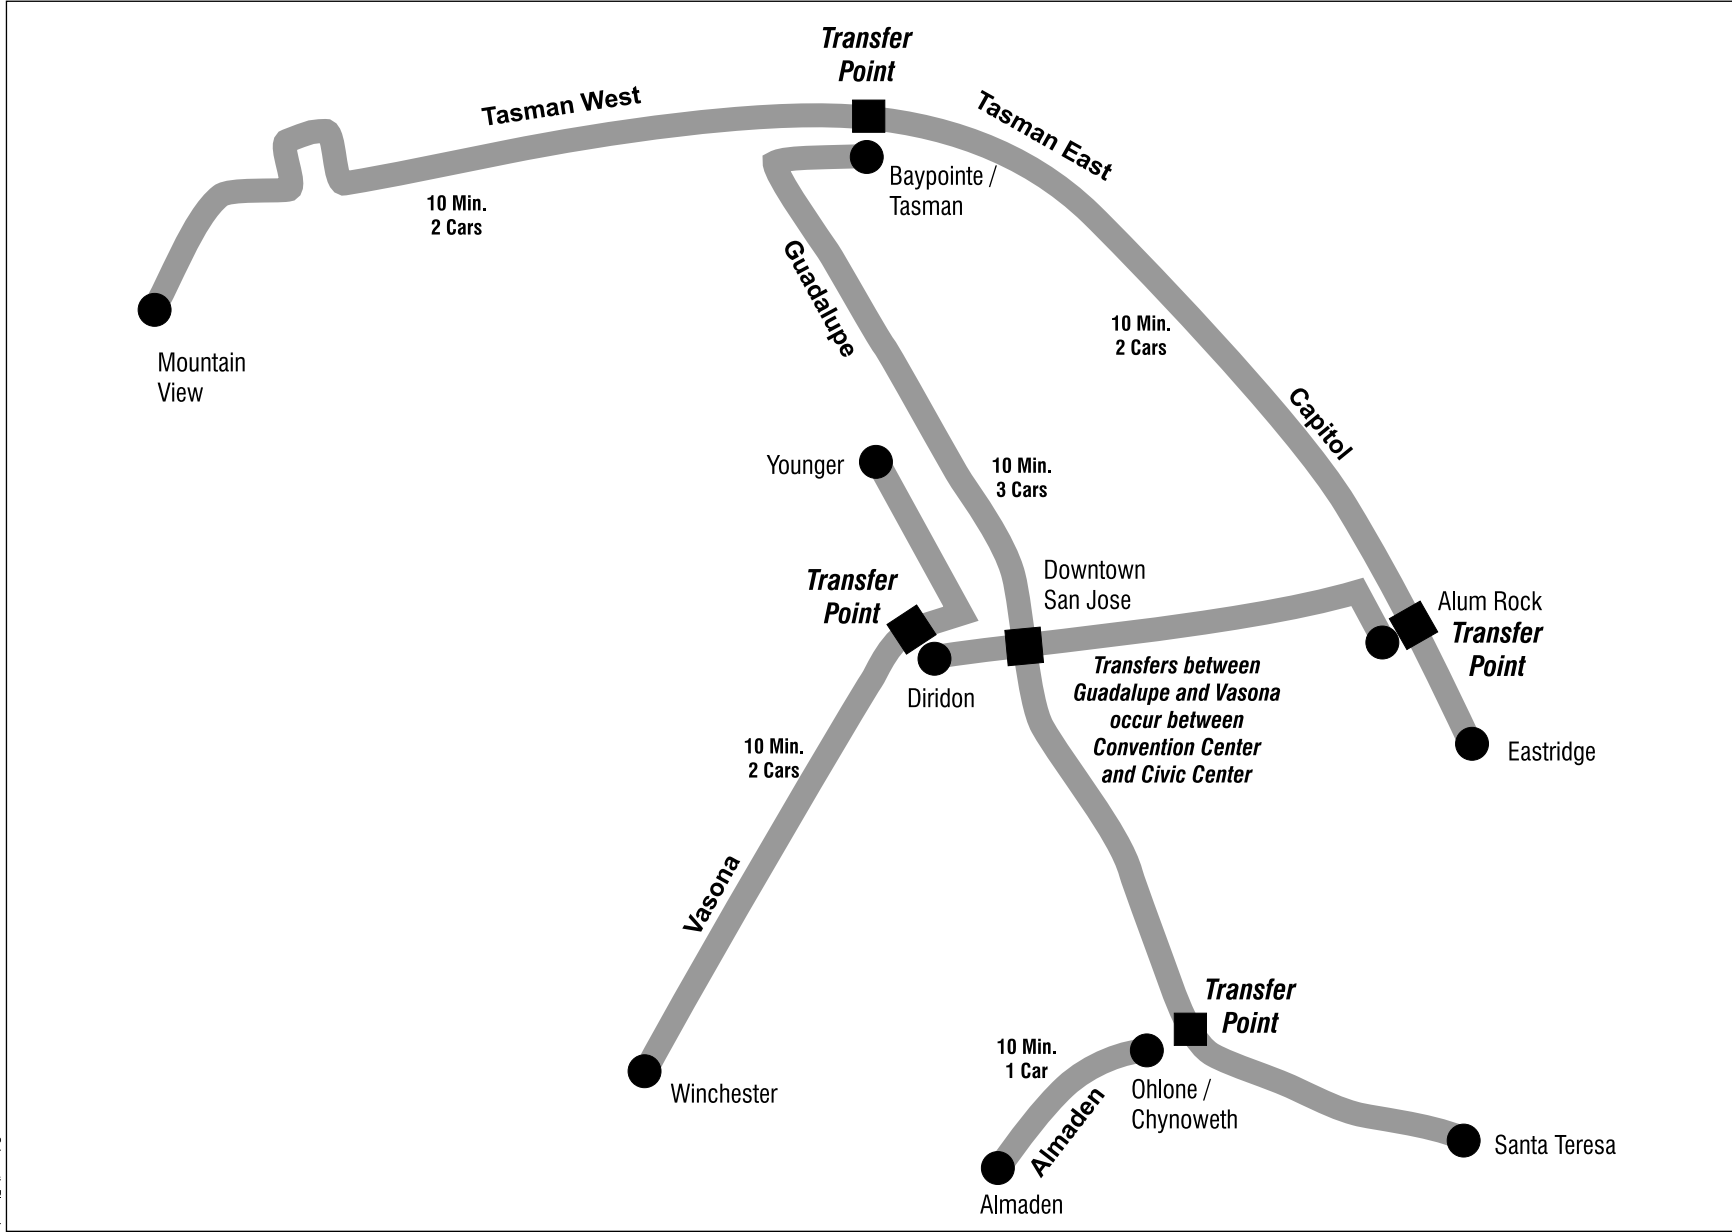 Transfer
Point
Tasman West
Tasman East
Baypointe /
Tasman
10 Min.
2 Cars
Guadalupe
Mountain
View
10 Min.
2 Cars
Capitol
Younger
10 Min.
3 Cars
Downtown
San Jose
Transfer
Point
Alum Rock
Transfer
Point
Transfers between
Guadalupe and Vasona
occur between
Convention Center
and Civic Center
Diridon
Eastridge
10 Min.
2 Cars
Vasona
Transfer
Point
10 Min.
1 Car
Winchester
Ohlone /
Chynoweth
Almaden
Santa Teresa
Almaden